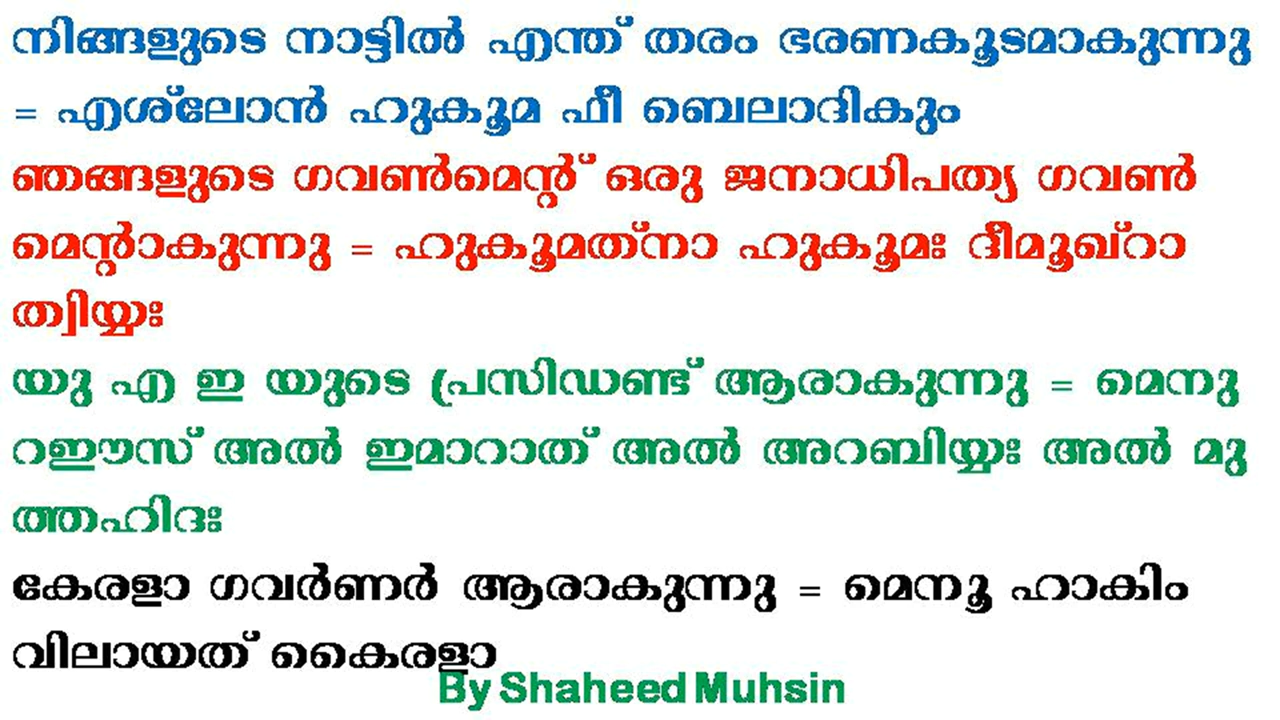 നിങ്ങളുടെ നാട്ടിൽ എന്ത് തരം ഭരണകൂടമാകുന്നു
= എശ്ലോൻ ഹുകൂമ ഫീ ബെലാദികും
ഞങ്ങളുടെ ഗവൺമെന്റ് ഒരു ജനാധിപത്യ ഗവൺ
മെന്റാകുന്നു = ഹുകൂമത്നാ ഹുകൂമഃ ദീമൂഖ്റാ
ത്വിയ്യഃ
യു എ ഇ യുടെ പ്രസിഡണ്ട് ആരാകുന്നു = മെനു
റഈസ് അൽ ഇമാറാത് അൽ അറബിയ്യഃ അൽ മു
ത്തഹിദഃ
കേരളാ ഗവർണർ ആരാകുന്നു = മെനൂ ഹാകിം
വിലായത് കൈരളാ
By Shaheed Muhsin